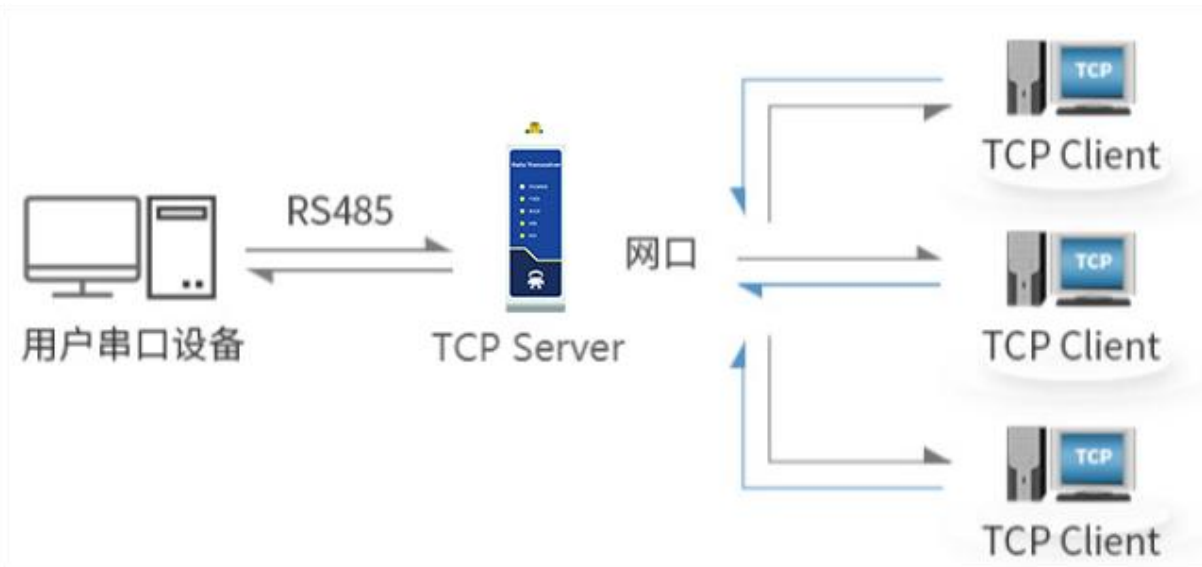 TCP
TCP Client
RS485
网口
TCP
用户串口设备
TCP Server
TCP Client
TCP
TCP Client